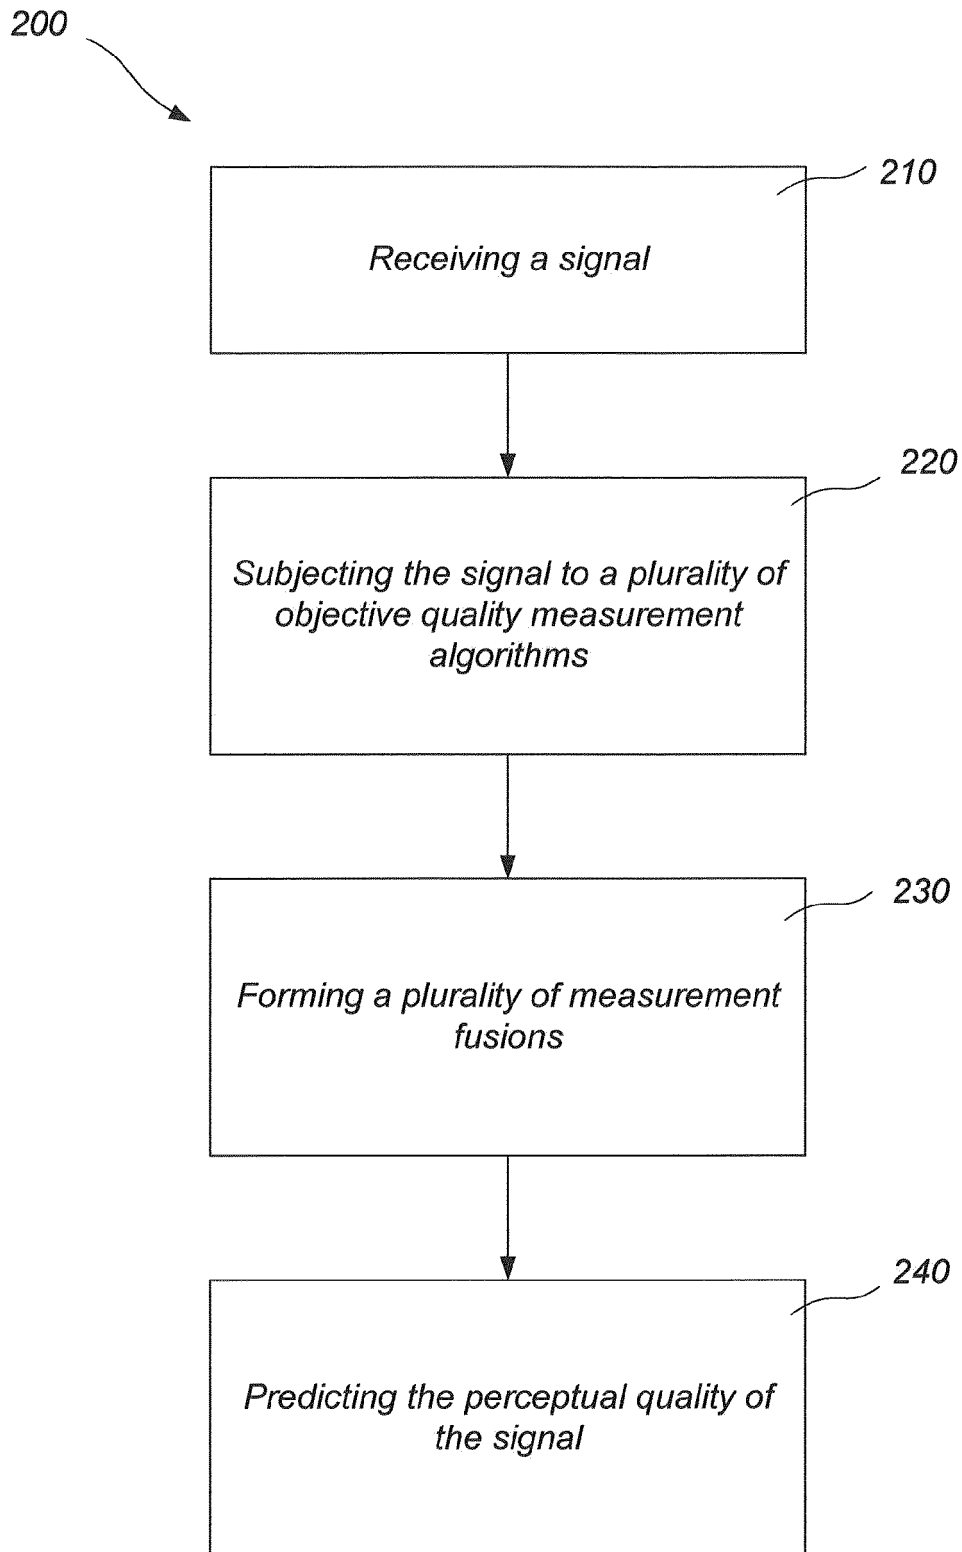 200
210
Receiving a signal
220
Subjecting the signal to a plurality of
objective quality measurement
algorithms
230
Forming a plurality of measurement
fusions
240
Predicting the perceptual quality of
the signal